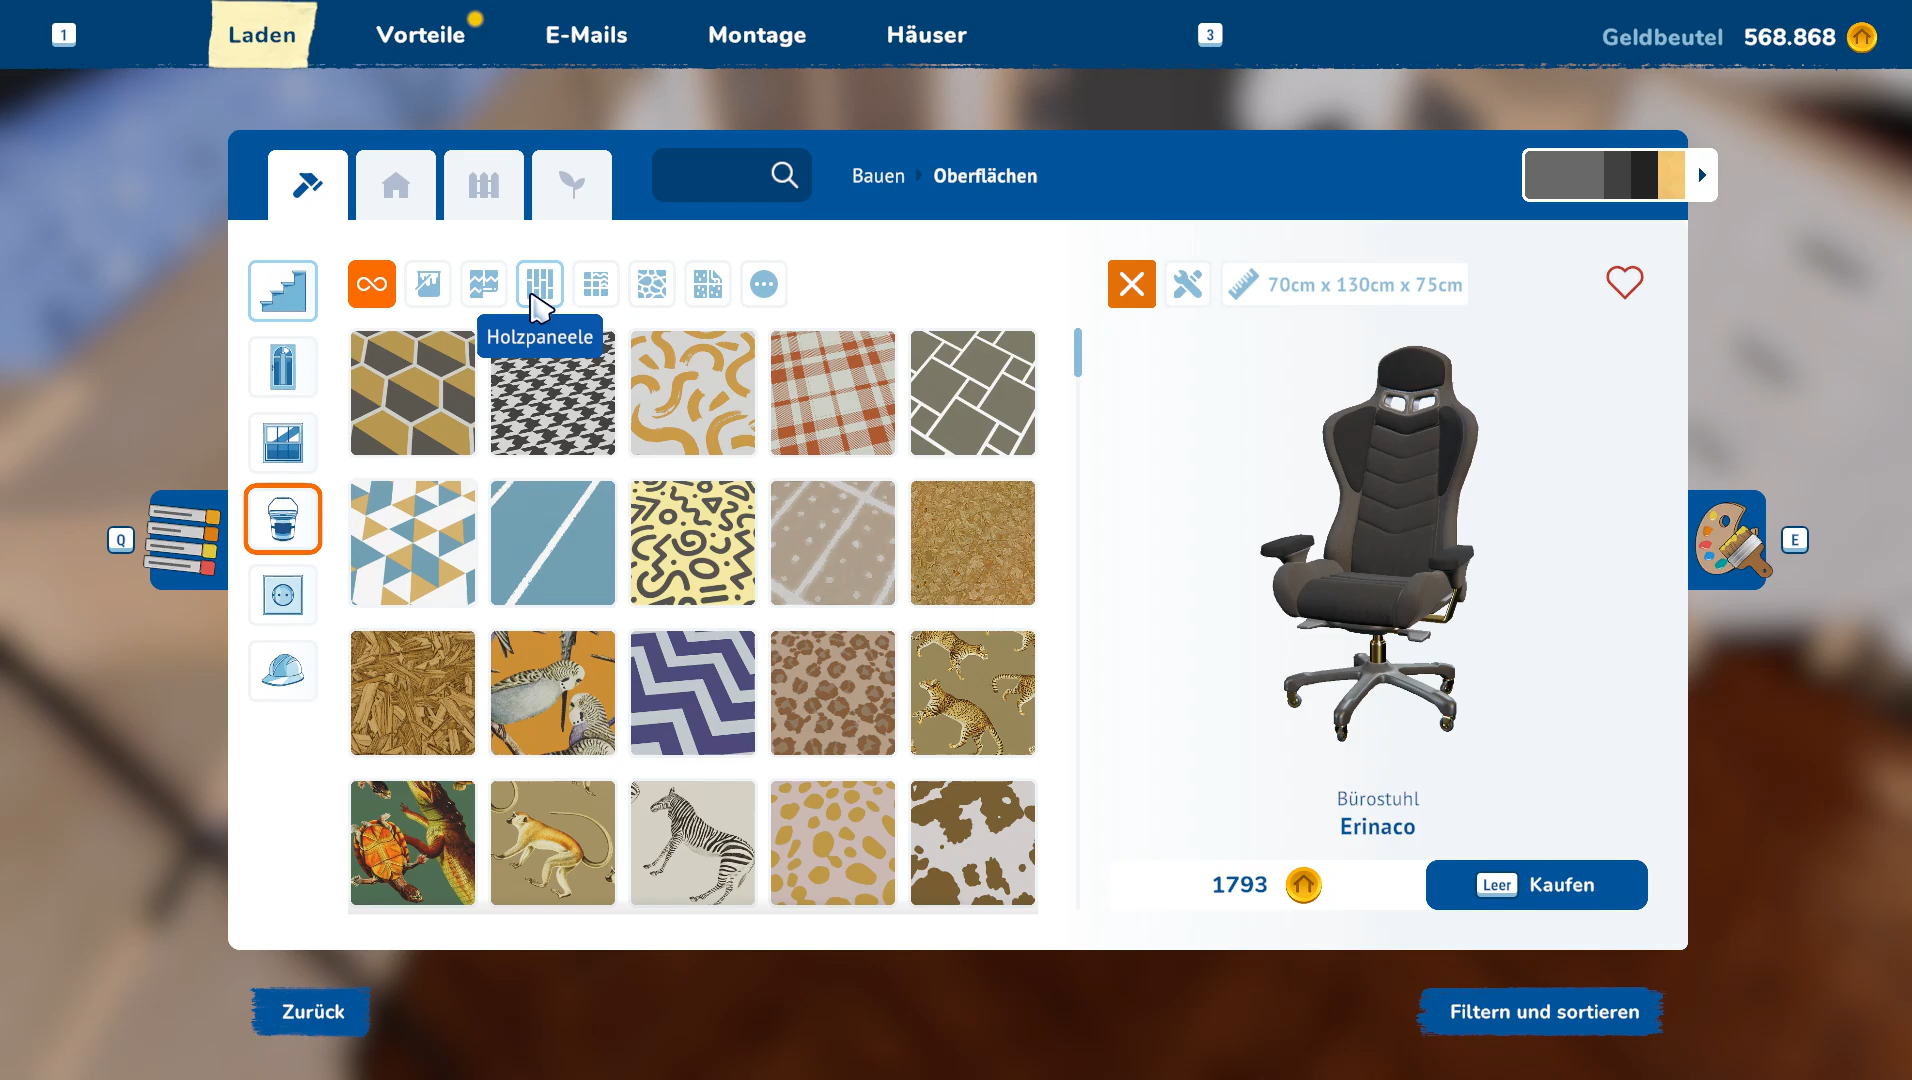 1
Laden
Vorteile
E-Mails
Montage
Häuser
3
Geldbeutel 568.868
Bauen Oberflächen
70cm x 130cm x 75cm
Holzpaneele
Q
E
Bürostuhl
Erinaco
1793
Leer Kaufen
Zurück
Filtern und sortieren